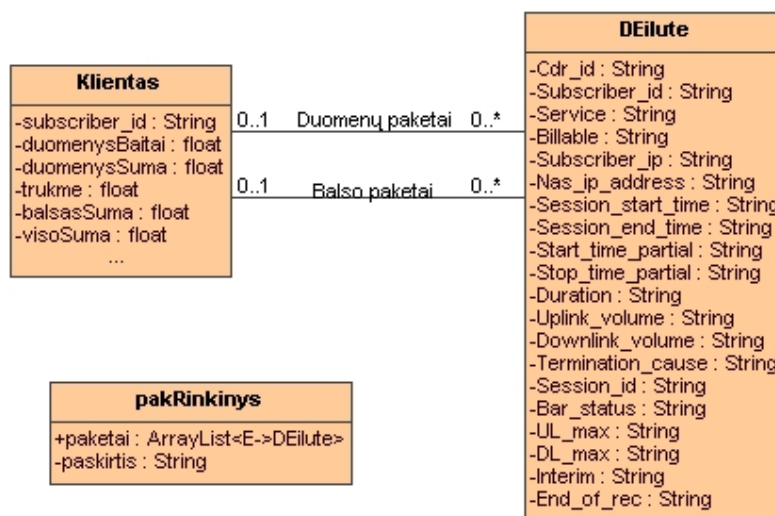 Klientas
-subscriber_id : String
-duomenysBaitai : float
-duomenysSuma : float
-trukme : float
-balsasSuma : float
-visoSuma : float
...
0..1 Duomenų paketai 0..*
0..1 Balso paketai 0..*
DEilute
-Cdr_id : String
-Subscriber_id : String
-Service : String
-Billable : String
-Subscriber_ip : String
-Nas_ip_address : String
-Session_start_time : String
-Session_end_time : String
-Start_time_partial : String
-Stop_time_partial : String
-Duration : String
-Uplink_volume : String
-Downlink_volume : String
-Termination_cause : String
-Session_id : String
-Bar_status : String
-UL_max : String
-DL_max : String
-Interim : String
-End_of_rec : String
pakRinkinys
+paketai : ArrayList<E->DEilute>
-paskirtis : String